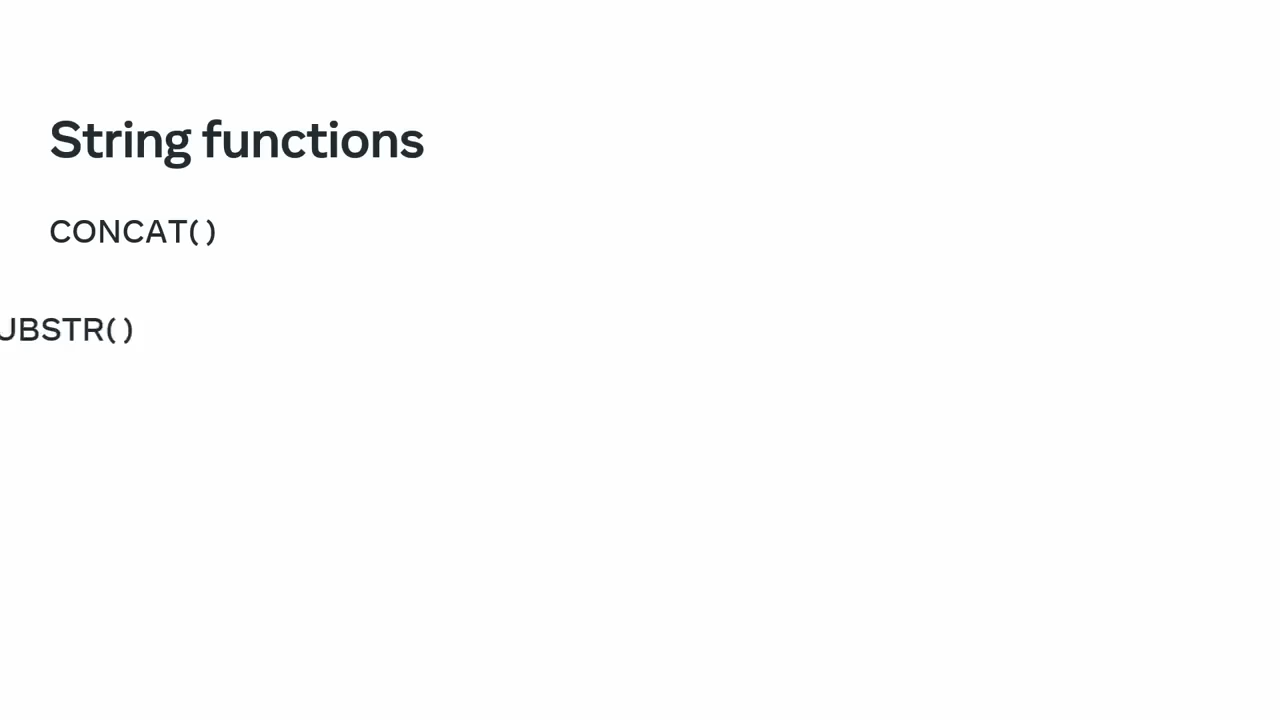 String functions
CONCAT( )
UBSTR( )